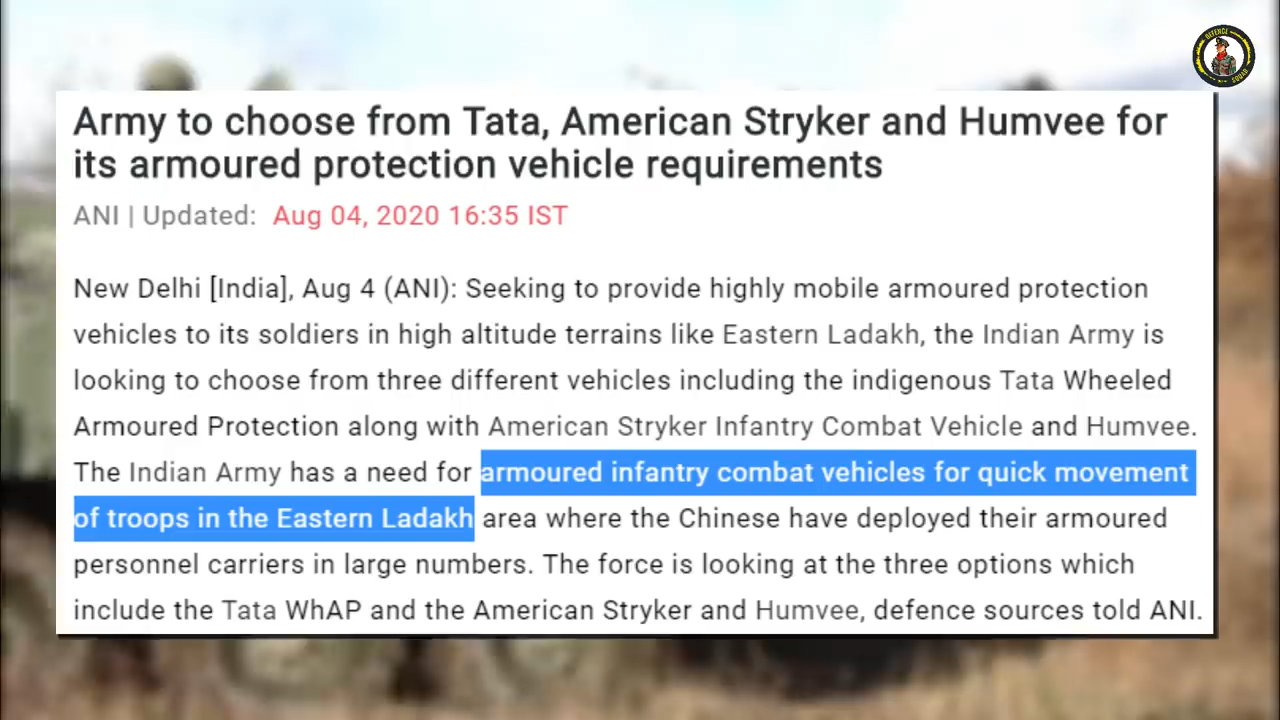 DEFENCE
SQUAD
Army to choose from Tata, American Stryker and Humvee for
its armoured protection vehicle requirements
ANI | Updated: Aug 04, 2020 16:35 IST
New Delhi [India], Aug 4 (ANI): Seeking to provide highly mobile armoured protection
vehicles to its soldiers in high altitude terrains like Eastern Ladakh, the Indian Army is
looking to choose from three different vehicles including the indigenous Tata Wheeled
Armoured Protection along with American Stryker Infantry Combat Vehicle and Humvee.
The Indian Army has a need for armoured infantry combat vehicles for quick movement
of troops in the Eastern Ladakh area where the Chinese have deployed their armoured
personnel carriers in large numbers. The force is looking at the three options which
include the Tata WhAP and the American Stryker and Humvee, defence sources told ANI.